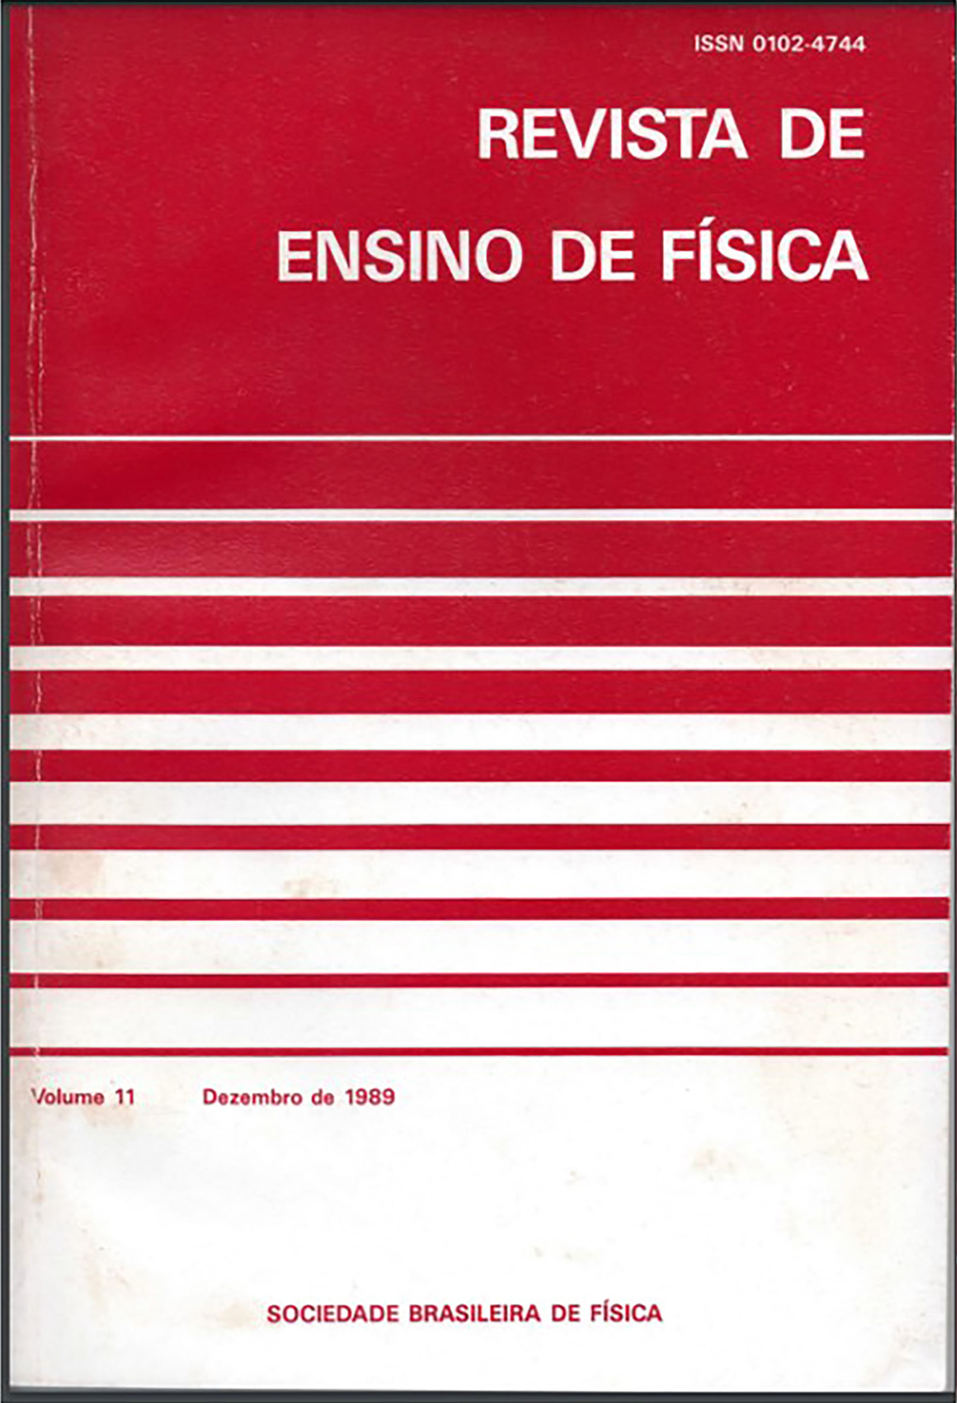 ISSN 0102-4744
REVISTA DE
ENSINO DE FÍSICA
Volume 11 Dezembro de 1989
SOCIEDADE BRASILEIRA DE FÍSICA